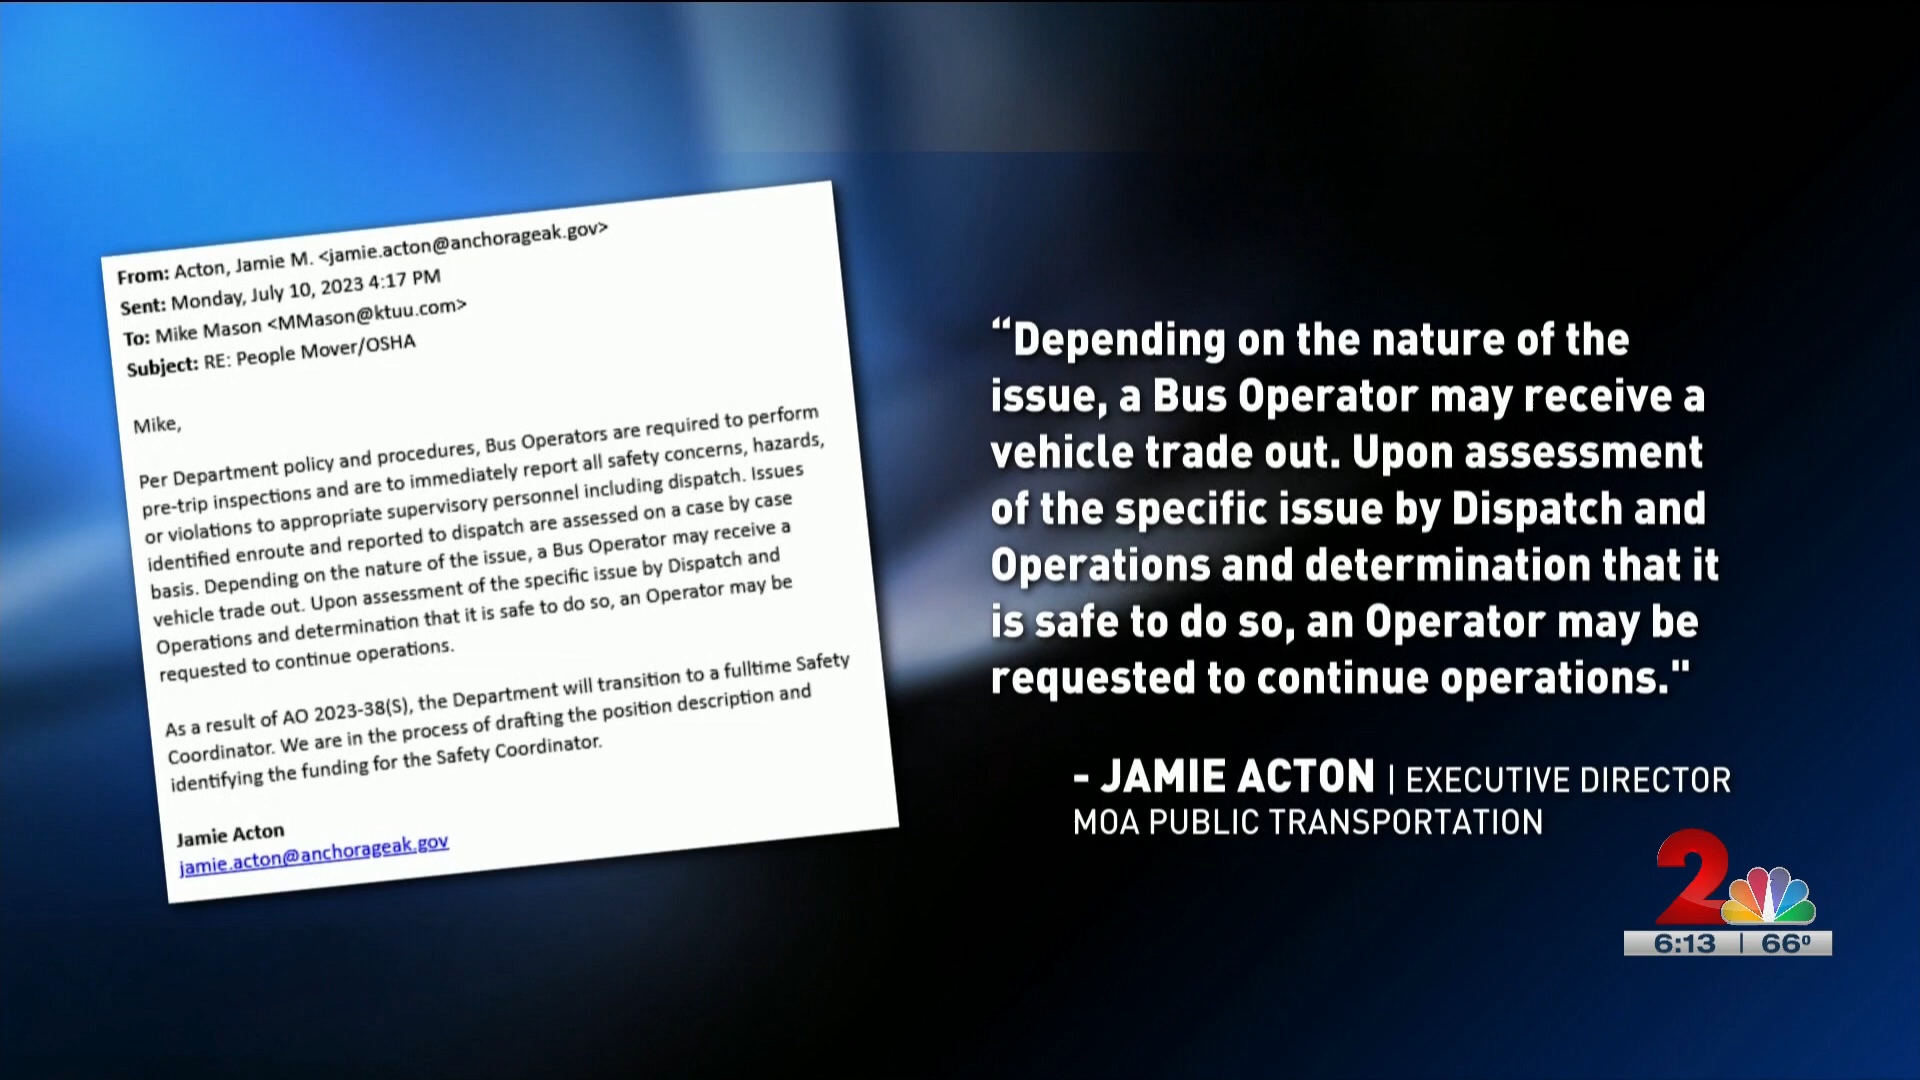 From: Acton, Jamie M. <jamie.acton@anchorageak.gov>
Sent: Monday, July 10, 2023 4:17 PM
To: Mike Mason <MMason@ktuu.com>
Subject: RE: People Mover/OSHA
Mike,
Per Department policy and procedures, Bus Operators are required to perform
pre-trip inspections and are to immediately report all safety concerns, hazards,
or violations to appropriate supervisory personnel including dispatch. Issues
identified enroute and reported to dispatch are assessed on a case by case
basis. Depending on the nature of the issue, a Bus Operator may receive a
vehicle trade out. Upon assessment of the specific issue by Dispatch and
Operations and determination that it is safe to do so, an Operator may be
requested to continue operations.
As a result of AO 2023-38(S), the Department will transition to a fulltime Safety
Coordinator. We are in the process of drafting the position description and
identifying the funding for the Safety Coordinator.
Jamie Acton
jamie.acton@anchorageak.gov
“Depending on the nature of the
issue, a Bus Operator may receive a
vehicle trade out. Upon assessment
of the specific issue by Dispatch and
Operations and determination that it
is safe to do so, an Operator may be
requested to continue operations."
- JAMIE ACTON | EXECUTIVE DIRECTOR
MOA PUBLIC TRANSPORTATION
2
6:13 | 66°